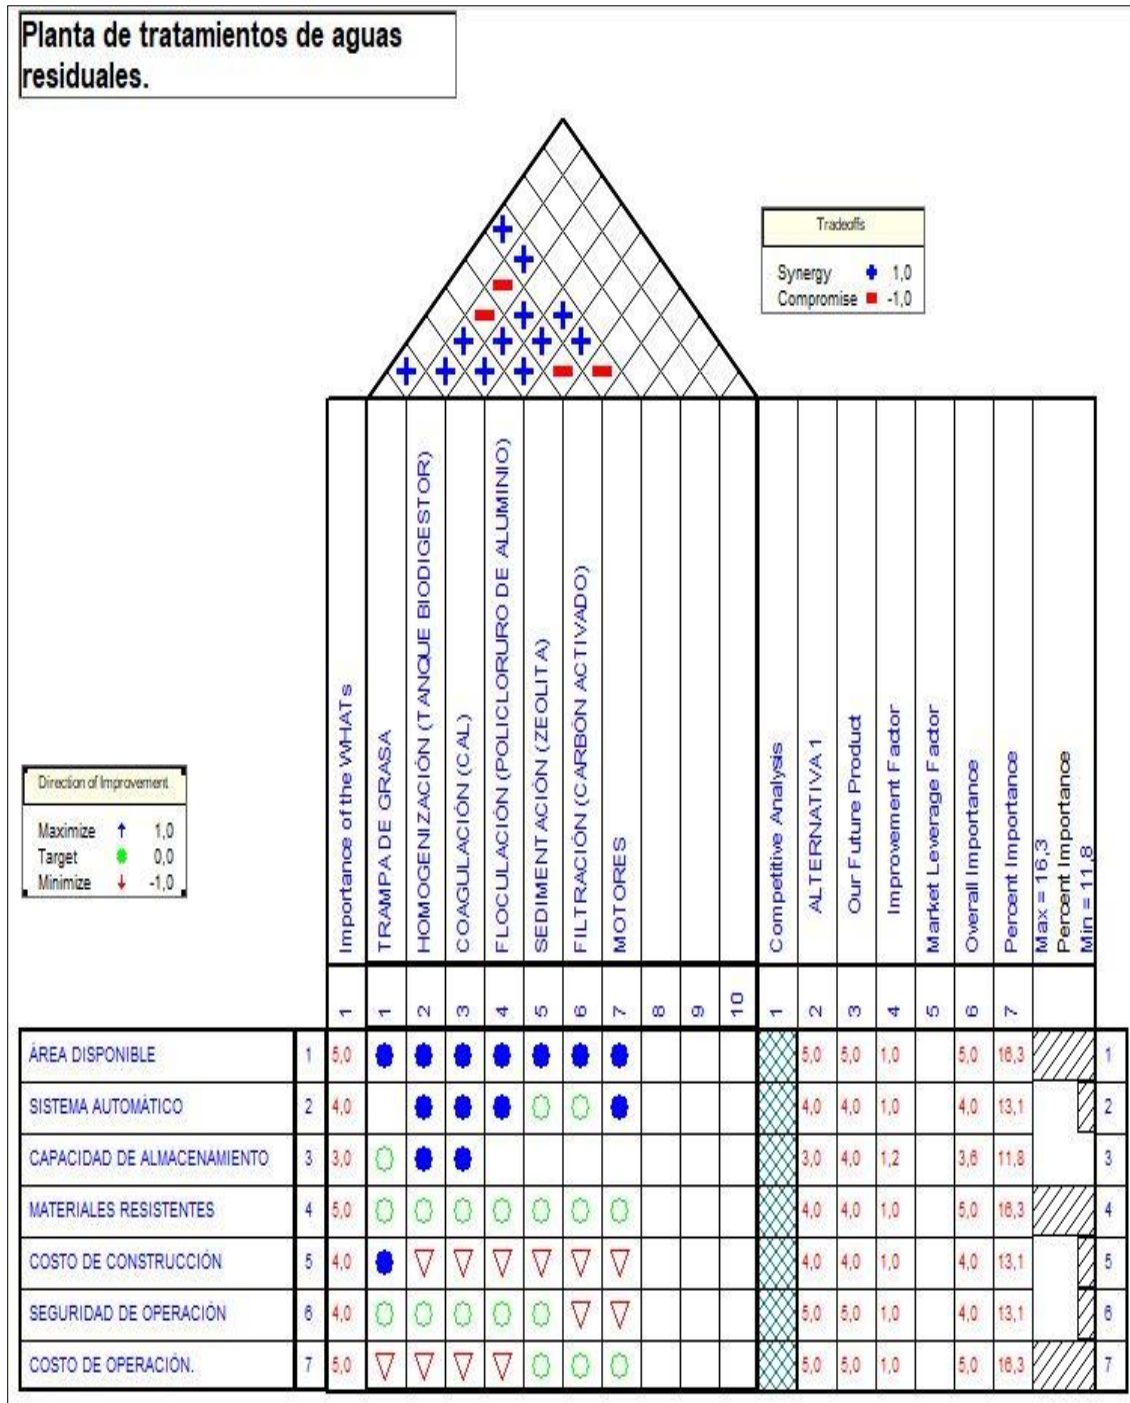 Planta de tratamientos de aguas
residuales.
Tradeoffs
Synergy 1,0
Compromise -1,0
Direction of Improvement
Maximize 1,0
Target 0,0
Minimize -1,0
Importance of the WHATs
TRAMPA DE GRASA
HOMOGENIZACIÓN (TANQUE BIODIGESTOR)
COAGULACIÓN (CAL)
FLOCULACIÓN (POLICLORURO DE ALUMINIO)
SEDIMENTACIÓN (ZEOLITA)
FILTRACIÓN (CARBÓN ACTIVADO)
MOTORES
Competitive Analysis
ALTERNATIVA 1
Our Future Product
Improvement Factor
Market Leverage Factor
Overall Importance
Percent Importance
Max = 16,3
Percent Importance
Min = 11,8
1 1 2 3 4 5 6 7 8 9 10 1 2 3 4 5 6 7
ÁREA DISPONIBLE 1 5,0 5,0 5,0 1,0 5,0 16,3 1
SISTEMA AUTOMÁTICO 2 4,0 4,0 4,0 1,0 4,0 13,1 2
CAPACIDAD DE ALMACENAMIENTO 3 3,0 3,0 4,0 1,2 3,6 11,8 3
MATERIALES RESISTENTES 4 5,0 4,0 4,0 1,0 5,0 16,3 4
COSTO DE CONSTRUCCIÓN 5 4,0 4,0 4,0 1,0 4,0 13,1 5
SEGURIDAD DE OPERACIÓN 6 4,0 5,0 5,0 1,0 4,0 13,1 6
COSTO DE OPERACIÓN. 7 5,0 5,0 5,0 1,0 5,0 16,3 7